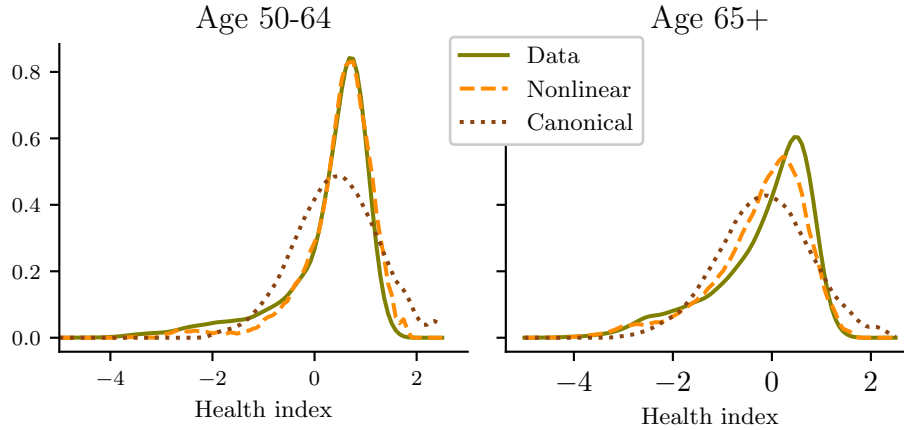 Age 50-64
Age 65+
Data
Nonlinear
Canonical
0.8
0.6
0.4
0.2
0.0
−4
−2
0
2
Health index
−4
−2
0
2
Health index